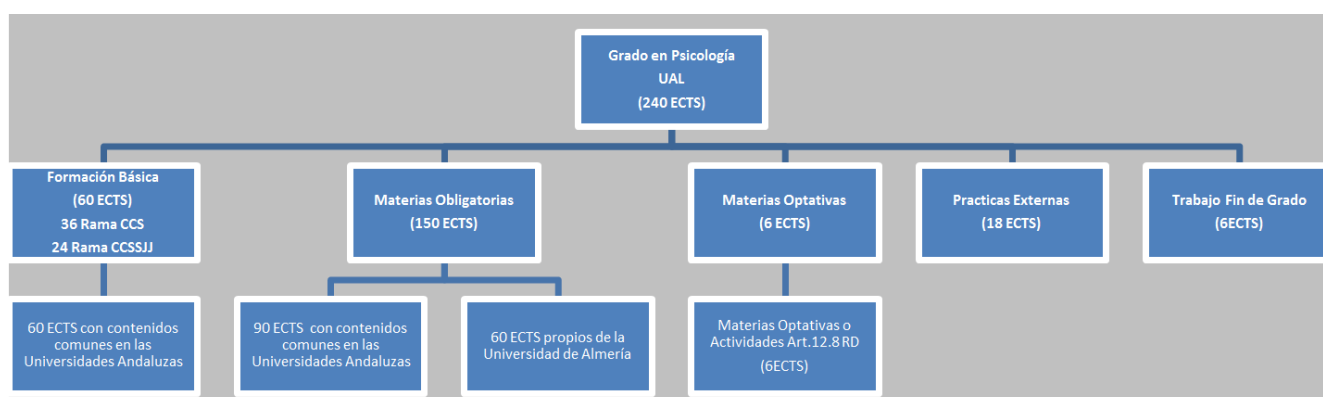 Grado en Psicología
UAL
(240 ECTS)
Formación Básica
(60 ECTS)
36 Rama CCS
24 Rama CCSSJJ
Materias Obligatorias
(150 ECTS)
Materias Optativas
(6 ECTS)
Practicas Externas
(18 ECTS)
Trabajo Fin de Grado
(6ECTS)
60 ECTS con contenidos
comunes en las
Universidades Andaluzas
90 ECTS con contenidos
comunes en las
Universidades Andaluzas
60 ECTS propios de la
Universidad de Almería
Materias Optativas o
Actividades Art.12.8 RD
(6ECTS)